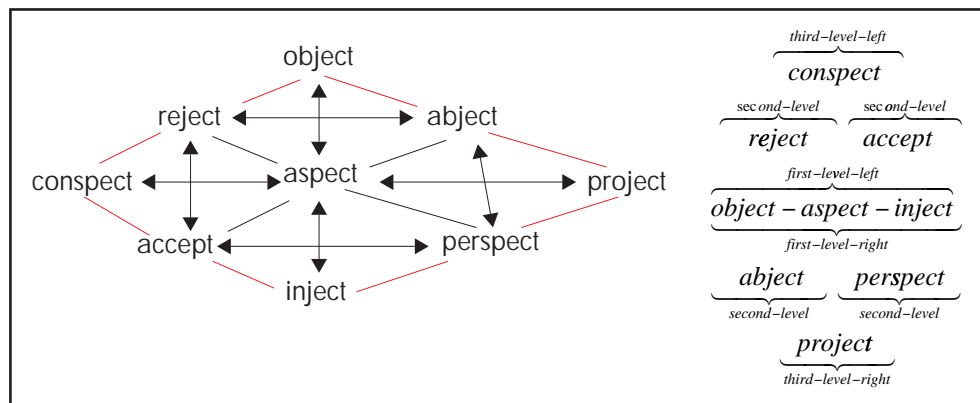 object
reject
abject
aspect
conspect
project
accept
perspect
inject
third–level–left
conspect
second–level second–level
reject accept
first–level–left
object – aspect – inject
first–level–right
abject perspect
second–level second–level
project
third–level–right